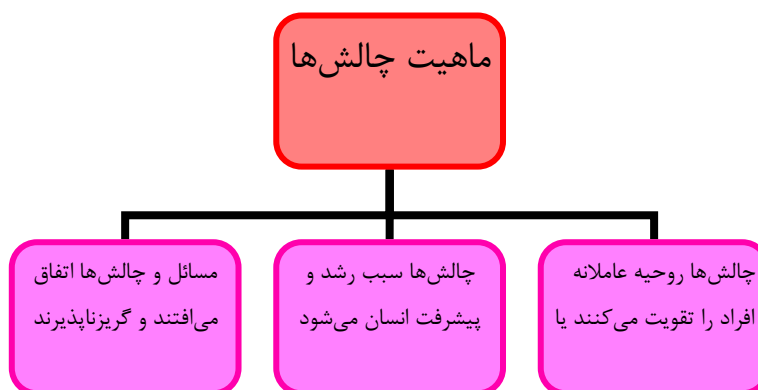 ماهیت چالش‌ها
چالش‌ها روحیه عاملانه
افراد را تقویت می‌کنند یا
چالش‌ها سبب رشد و
پیشرفت انسان می‌شود
مسائل و چالش‌ها اتفاق
می‌افتند و گریزناپذیرند